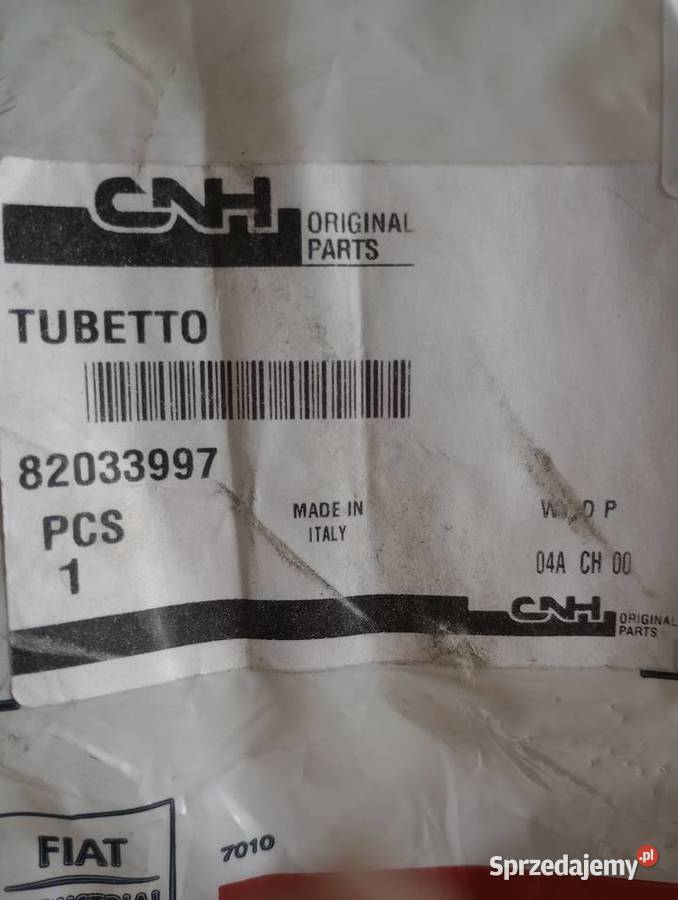 CNH
ORIGINAL
PARTS
TUBETTO
82033997
PCS
1
MADE IN
ITALY
P
04A CH 00
CNH
ORIGINAL
PARTS
FIAT
7010
Sprzedajemy.pl